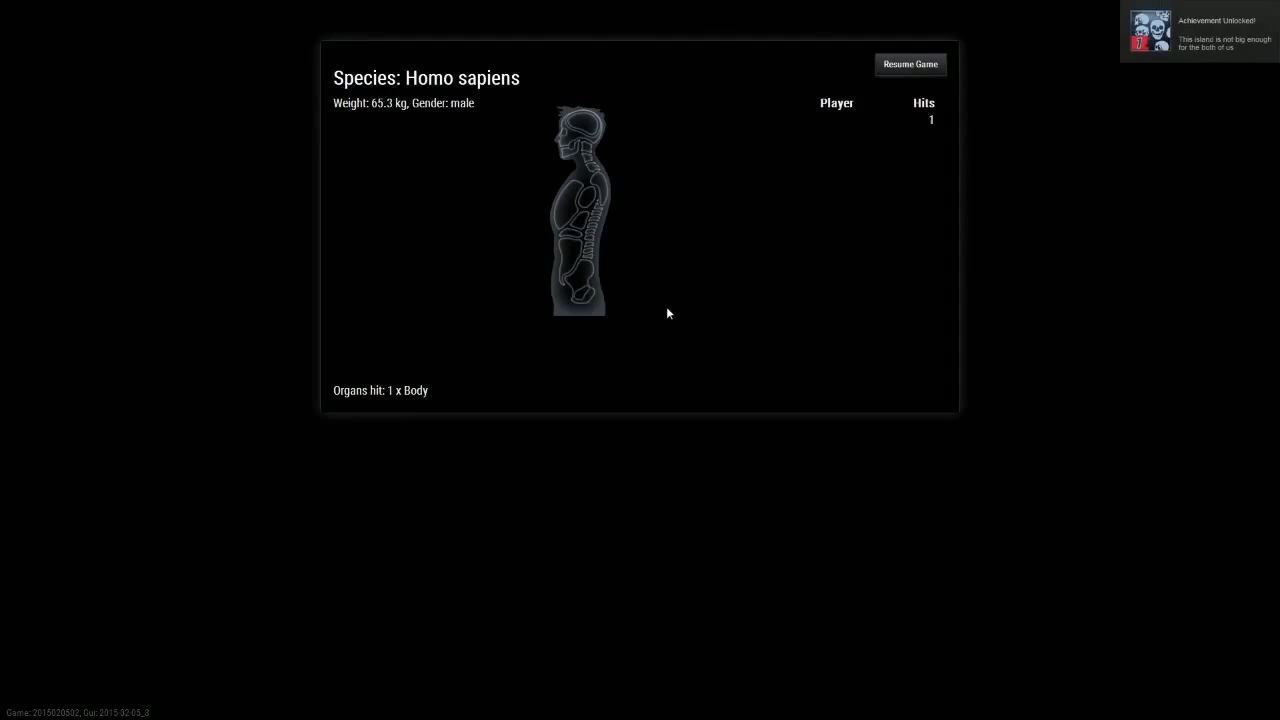 Achievement Unlocked!
This island is not big enough
for the both of us
1
Resume Game
Species: Homo sapiens
Weight: 65.3 kg, Gender: male
Player Hits
1
Organs hit: 1 x Body
Game: 2015020502, Gui: 2015-02-05_3